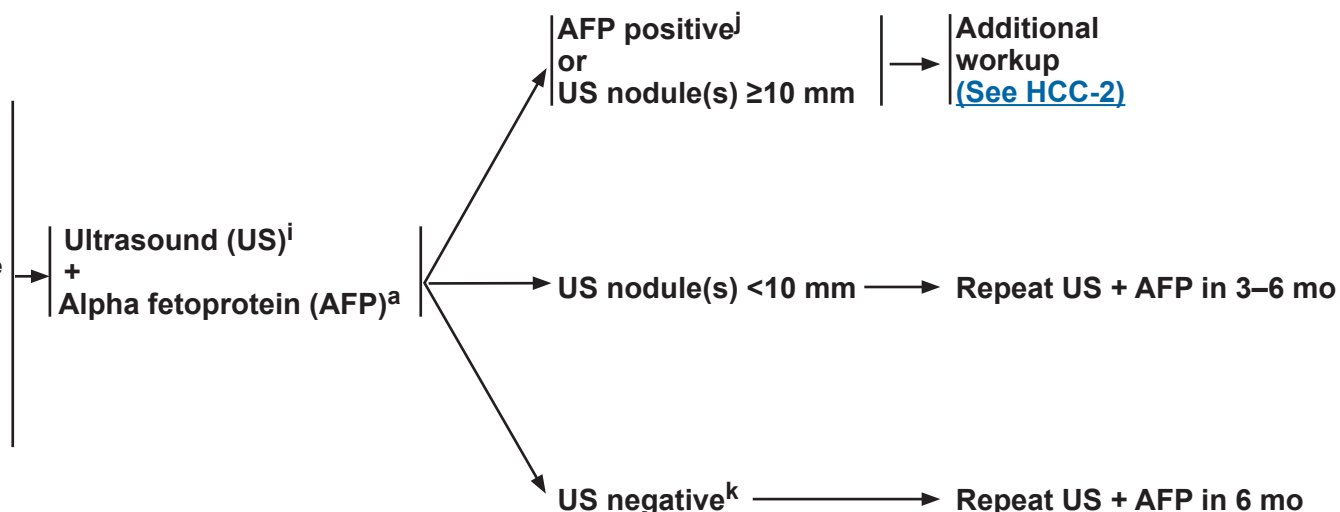 AFP positivej
or
US nodule(s) ≥10 mm
Additional
workup
(See HCC-2)
Ultrasound (US)i
+
Alpha fetoprotein (AFP)a
US nodule(s) <10 mm
Repeat US + AFP in 3–6 mo
US negativek
Repeat US + AFP in 6 mo